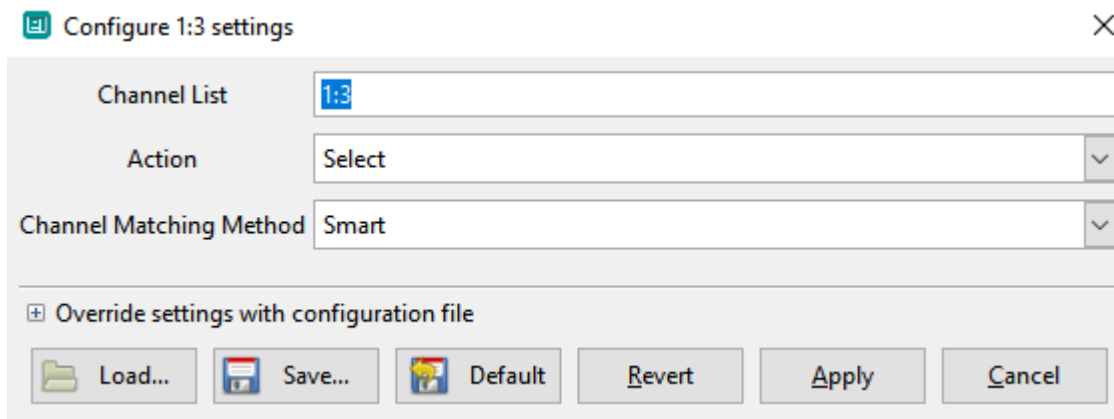 Configure 1:3 settings
Channel List 1:3
Action Select
Channel Matching Method Smart
Override settings with configuration file
Load... Save... Default Revert Apply Cancel